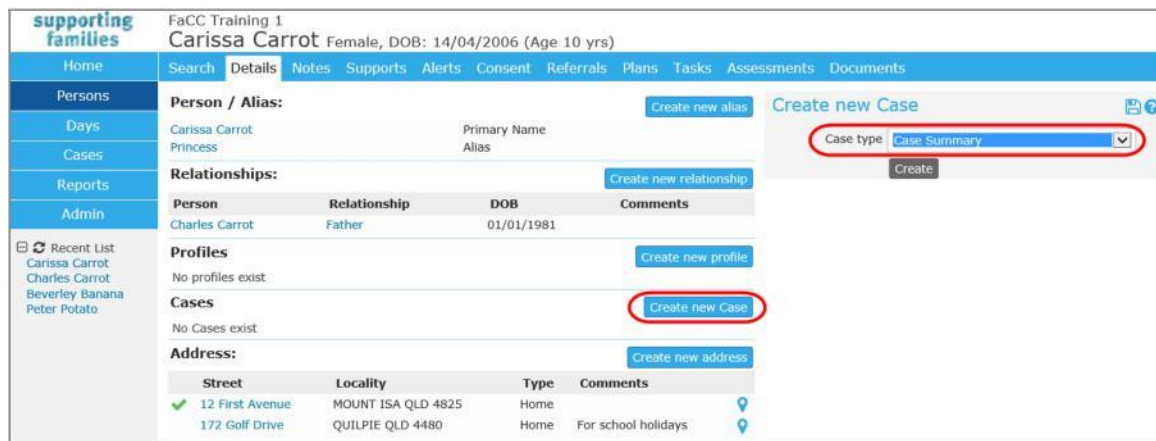 supporting
families
FaCC Training 1
Carissa Carrot Female, DOB: 14/04/2006 (Age 10 yrs)
Home
Persons
Days
Cases
Reports
Admin
Recent List
Carissa Carrot
Charles Carrot
Beverley Banana
Peter Potato
Search Details Notes Supports Alerts Consent Referrals Plans Tasks Assessments Documents
Person / Alias: Create new alias
Carissa Carrot Primary Name
Princess Alias
Relationships: Create new relationship
Person Relationship DOB Comments
Charles Carrot Father 01/01/1981
Profiles Create new profile
No profiles exist
Cases Create new Case
No Cases exist
Address: Create new address
Street Locality Type Comments
12 First Avenue MOUNT ISA QLD 4825 Home
172 Golf Drive QUILPIE QLD 4480 Home For school holidays
Create new Case
Case type Case Summary
Create